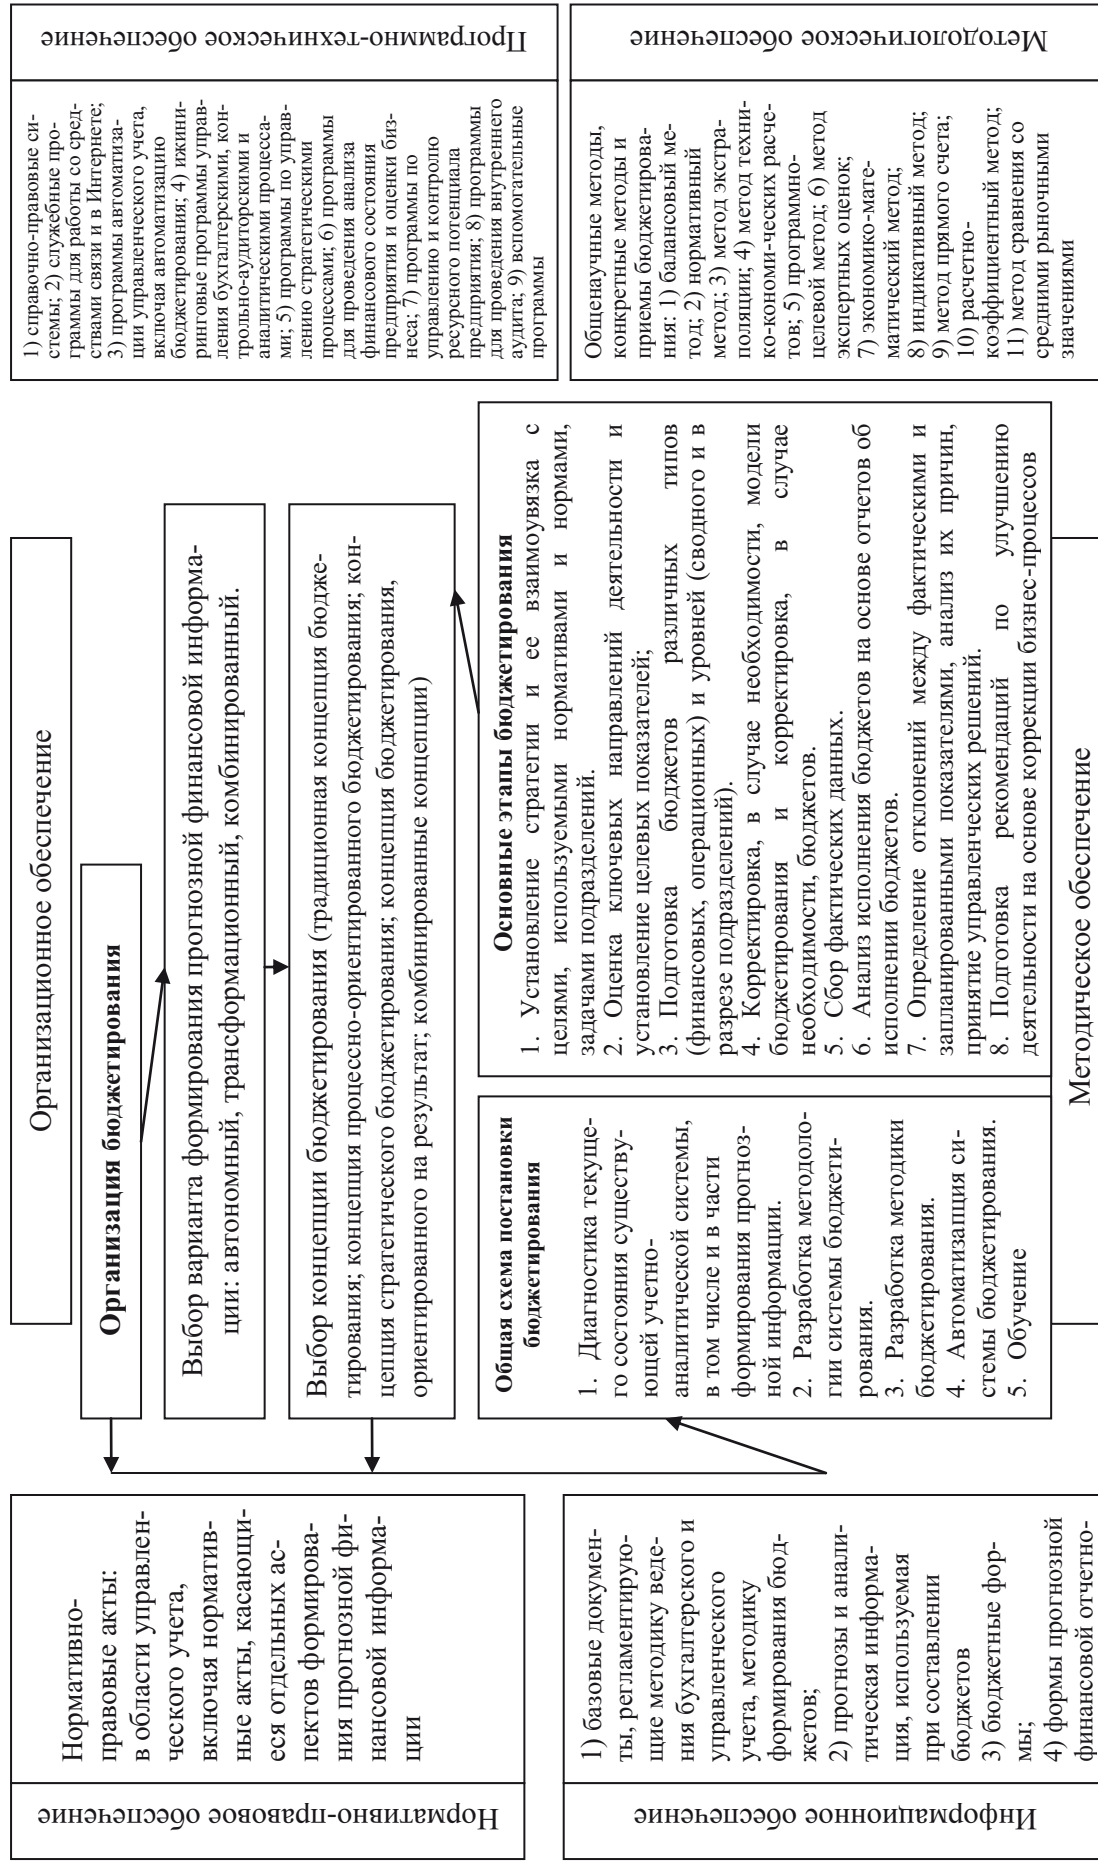 Нормативно-правовое обеспечение
Нормативно-
правовые акты:
в области управлен-
ческого учета,
включая норматив-
ные акты, касающи-
еся отдельных ас-
пектов формирова-
ния прогнозной фи-
нансовой информа-
ции
Информационное обеспечение
1) базовые докумен-
ты, регламентирую-
щие методику веде-
ния бухгалтерского и
управленческого
учета, методику
формирования бюд-
жетов;
2) прогнозы и анали-
тическая информа-
ция, используемая
при составлении
бюджетов
3) бюджетные фор-
мы;
4) формы прогнозной
финансовой отчетно-
Организационное обеспечение
Организация бюджетирования
Выбор варианта формирования прогнозной финансовой информа-
ции: автономный, трансформационный, комбинированный.
Выбор концепции бюджетирования (традиционная концепция бюдже-
тирования; концепция процессно-ориентированного бюджетирования; кон-
цепция стратегического бюджетирования; концепция бюджетирования,
ориентированного на результат; комбинированные концепции)
Общая схема постановки
бюджетирования
1. Диагностика текуще-
го состояния существу-
ющей учетно-
аналитической системы,
в том числе и в части
формирования прогноз-
ной информации.
2. Разработка методоло-
гии системы бюджети-
рования.
3. Разработка методики
бюджетирования.
4. Автоматизапция си-
стемы бюджетирования.
5. Обучение
Основные этапы бюджетирования
1. Установление стратегии и ее взаимоувязка с
целями, используемыми нормативами и нормами,
задачами подразделений.
2. Оценка ключевых направлений деятельности и
установление целевых показателей;
3. Подготовка бюджетов различных типов
(финансовых, операционных) и уровней (сводного и в
разрезе подразделений).
4. Корректировка, в случае необходимости, модели
бюджетирования и корректировка, в случае
необходимости, бюджетов.
5. Сбор фактических данных.
6. Анализ исполнения бюджетов на основе отчетов об
исполнении бюджетов.
7. Определение отклонений между фактическими и
запланированными показателями, анализ их причин,
принятие управленческих решений.
8. Подготовка рекомендаций по улучшению
деятельности на основе коррекции бизнес-процессов
Методическое обеспечение
1) справочно-правовые си-
стемы; 2) служебные про-
граммы для работы со сред-
ствами связи и в Интернете;
3) программы автоматиза-
ции управленческого учета,
включая автоматизацию
бюджетирования; 4) ижини-
ринговые программы управ-
ления бухгалтерскими, кон-
трольно-аудиторскими и
аналитическими процесса-
ми; 5) программы по управ-
лению стратегическими
процессами; 6) программы
для проведения анализа
финансового состояния
предприятия и оценки биз-
неса; 7) программы по
управлению и контролю
ресурсного потенциала
предприятия; 8) программы
для проведения внутреннего
аудита; 9) вспомогательные
программы
Программно-техническое обеспечение
Общенаучные методы,
конкретные методы и
приемы бюджетирова-
ния: 1) балансовый ме-
тод; 2) нормативный
метод; 3) метод экстра-
поляции; 4) метод техни-
ко-економи-ческих расче-
тов; 5) программно-
целевой метод; 6) метод
экспертных оценок;
7) экономико-мате-
матический метод;
8) индикативный метод;
9) метод прямого счета;
10) расчетно-
коэффициентный метод;
11) метод сравнения со
средними рыночными
значениями
Методологическое обеспечение